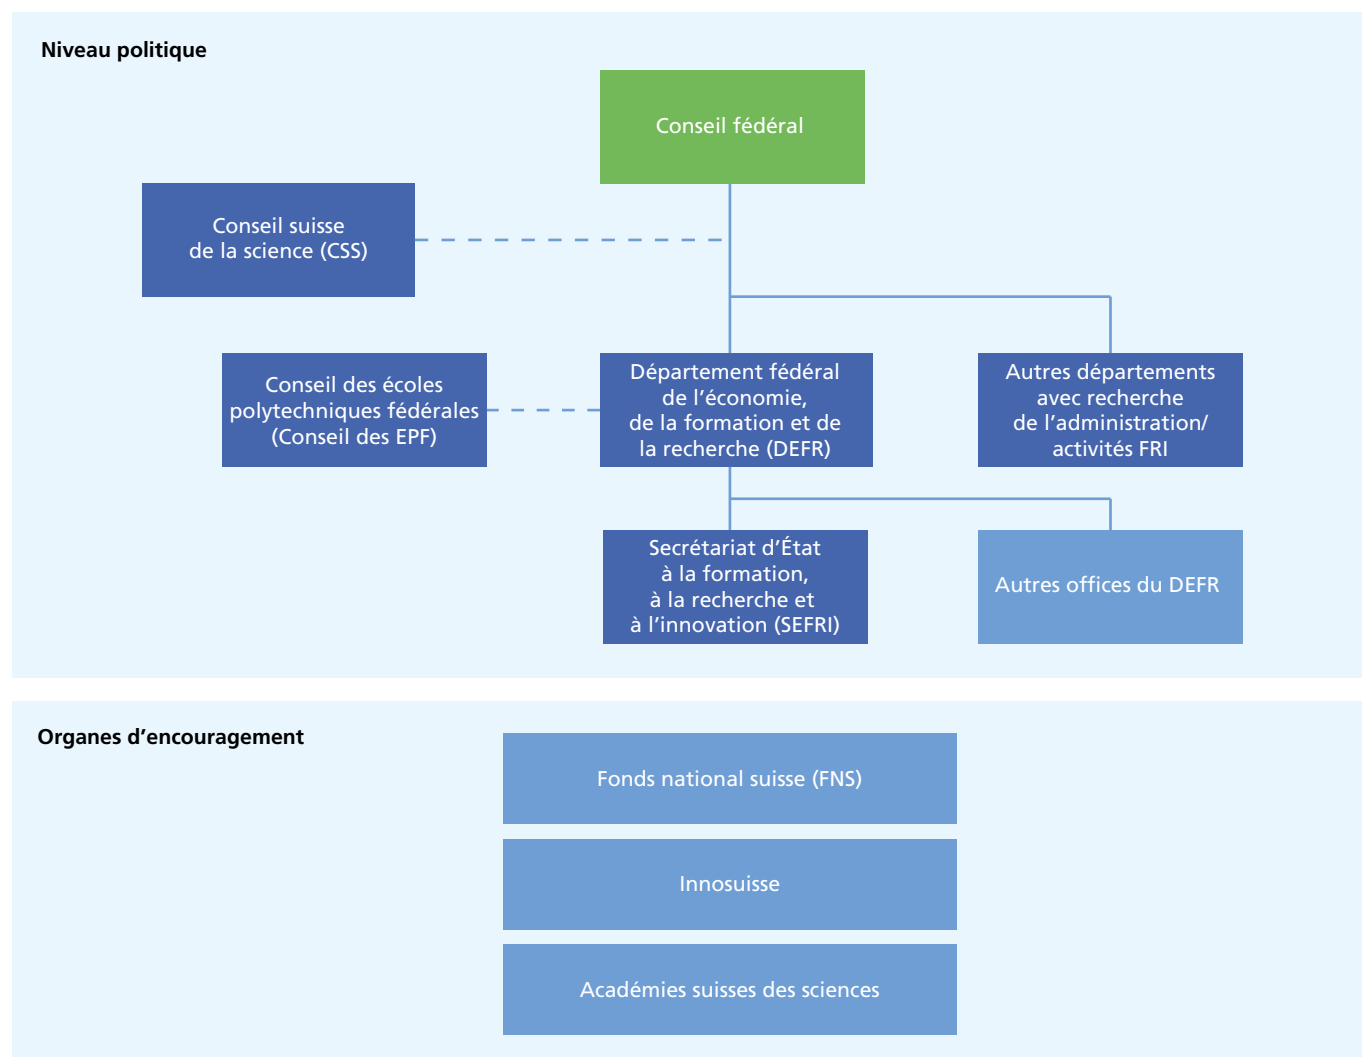 Niveau politique
Conseil fédéral
Conseil suisse
de la science (CSS)
Conseil des écoles
polytechniques fédérales
(Conseil des EPF)
Département fédéral
de l’économie,
de la formation et de
la recherche (DEFR)
Autres départements
avec recherche
de l’administration/
activités FRI
Secrétariat d’État
à la formation,
à la recherche et
à l’innovation (SEFRI)
Autres offices du DEFR
Organes d’encouragement
Fonds national suisse (FNS)
Innosuisse
Académies suisses des sciences